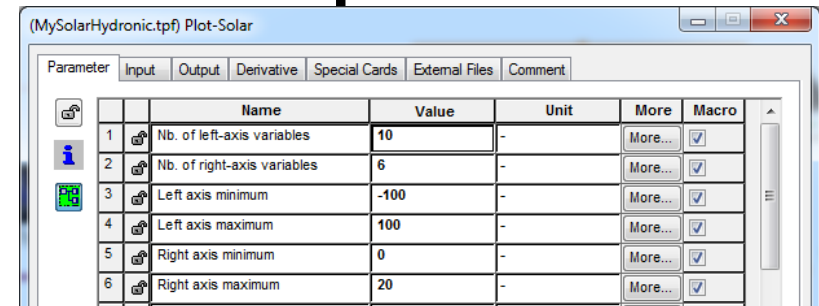 (MySolarHydronic.tpf) Plot-Solar
Parameter Input Output Derivative Special Cards External Files Comment
Name Value Unit More Macro
1 Nb. of left-axis variables 10 - More...
2 Nb. of right-axis variables 6 - More...
3 Left axis minimum -100 - More...
4 Left axis maximum 100 - More...
5 Right axis minimum 0 - More...
6 Right axis maximum 20 - More...